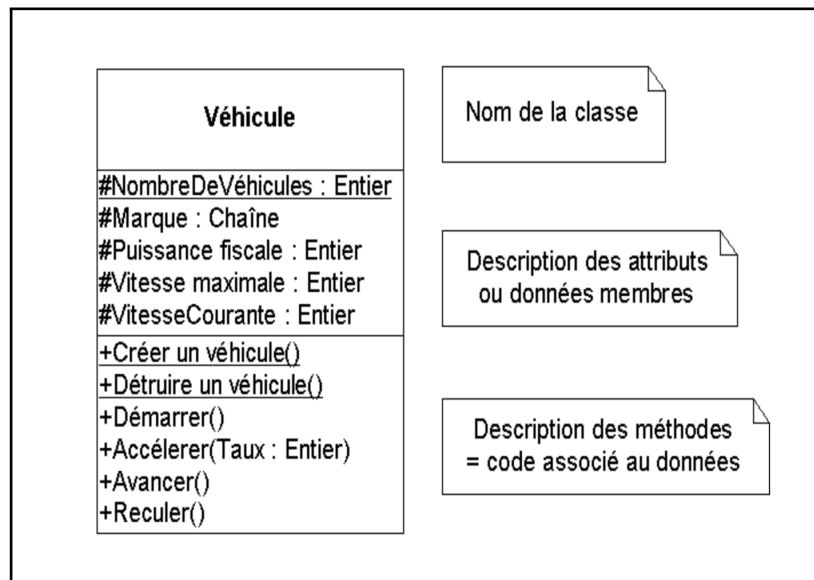 Véhicule
#NombreDeVéhicules : Entier
#Marque : Chaîne
#Puissance fiscale : Entier
#Vitesse maximale : Entier
#VitesseCourante : Entier
+Créer un véhicule()
+Détruire un véhicule()
+Démarrer()
+Accélerer(Taux : Entier)
+Avancer()
+Reculer()
Nom de la classe
Description des attributs
ou données membres
Description des méthodes
= code associé au données